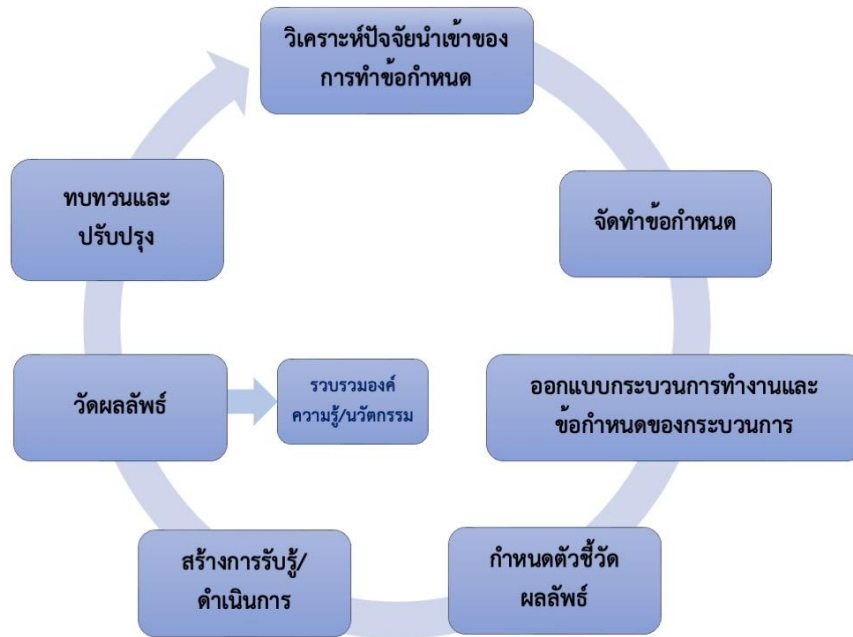 วิเคราะห์ปัจจัยนำเข้าของ
การทำข้อกำหนด
จัดทำข้อกำหนด
ออกแบบกระบวนการทำงานและ
ข้อกำหนดของกระบวนการ
กำหนดตัวชี้วัด
ผลลัพธ์
สร้างการรับรู้/
ดำเนินการ
วัดผลลัพธ์
รวบรวมองค์
ความรู้/นวัตกรรม
ทบทวนและ
ปรับปรุง